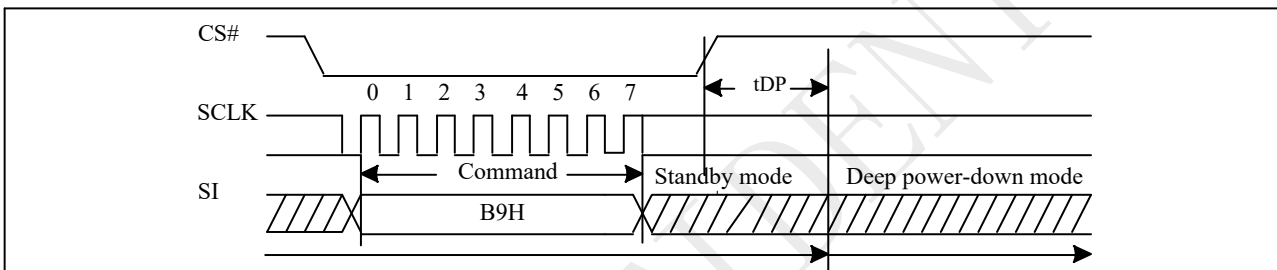 CS#
tDP
0 1 2 3 4 5 6 7
SCLK
Command
Standby mode
Deep power-down mode
SI
B9H